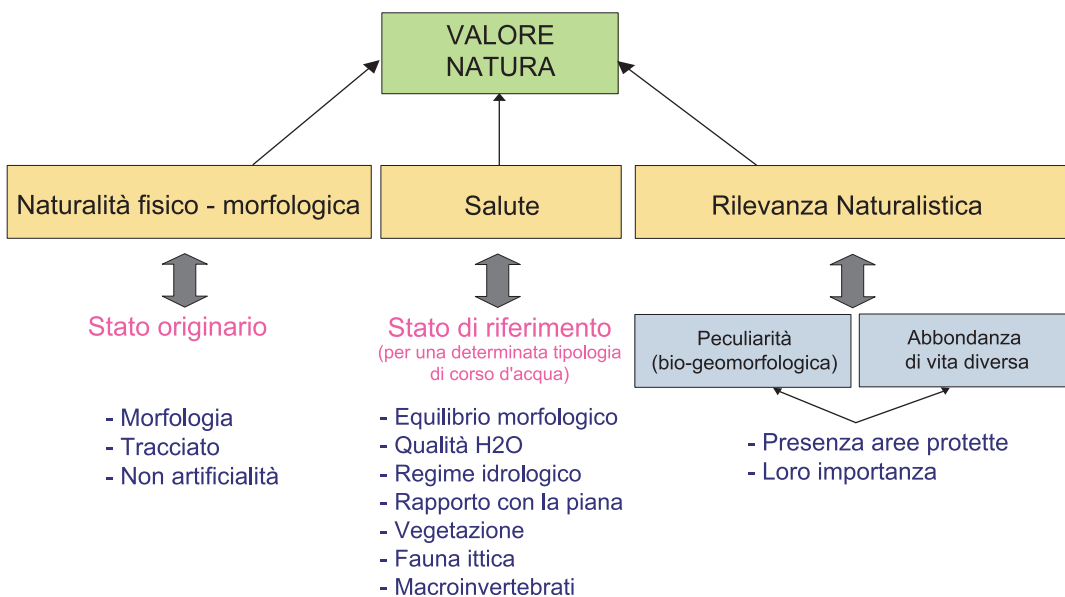 VALORE
NATURA
Naturalità fisico - morfologica
Salute
Rilevanza Naturalistica
Stato originario
- Morfologia
- Tracciato
- Non artificialità
Stato di riferimento
(per una determinata tipologia
di corso d'acqua)
- Equilibrio morfologico
- Qualità H2O
- Regime idrologico
- Rapporto con la piana
- Vegetazione
- Fauna ittica
- Macroinvertebrati
Peculiarità
(bio-geomorfologica)
Abbondanza
di vita diversa
- Presenza aree protette
- Loro importanza